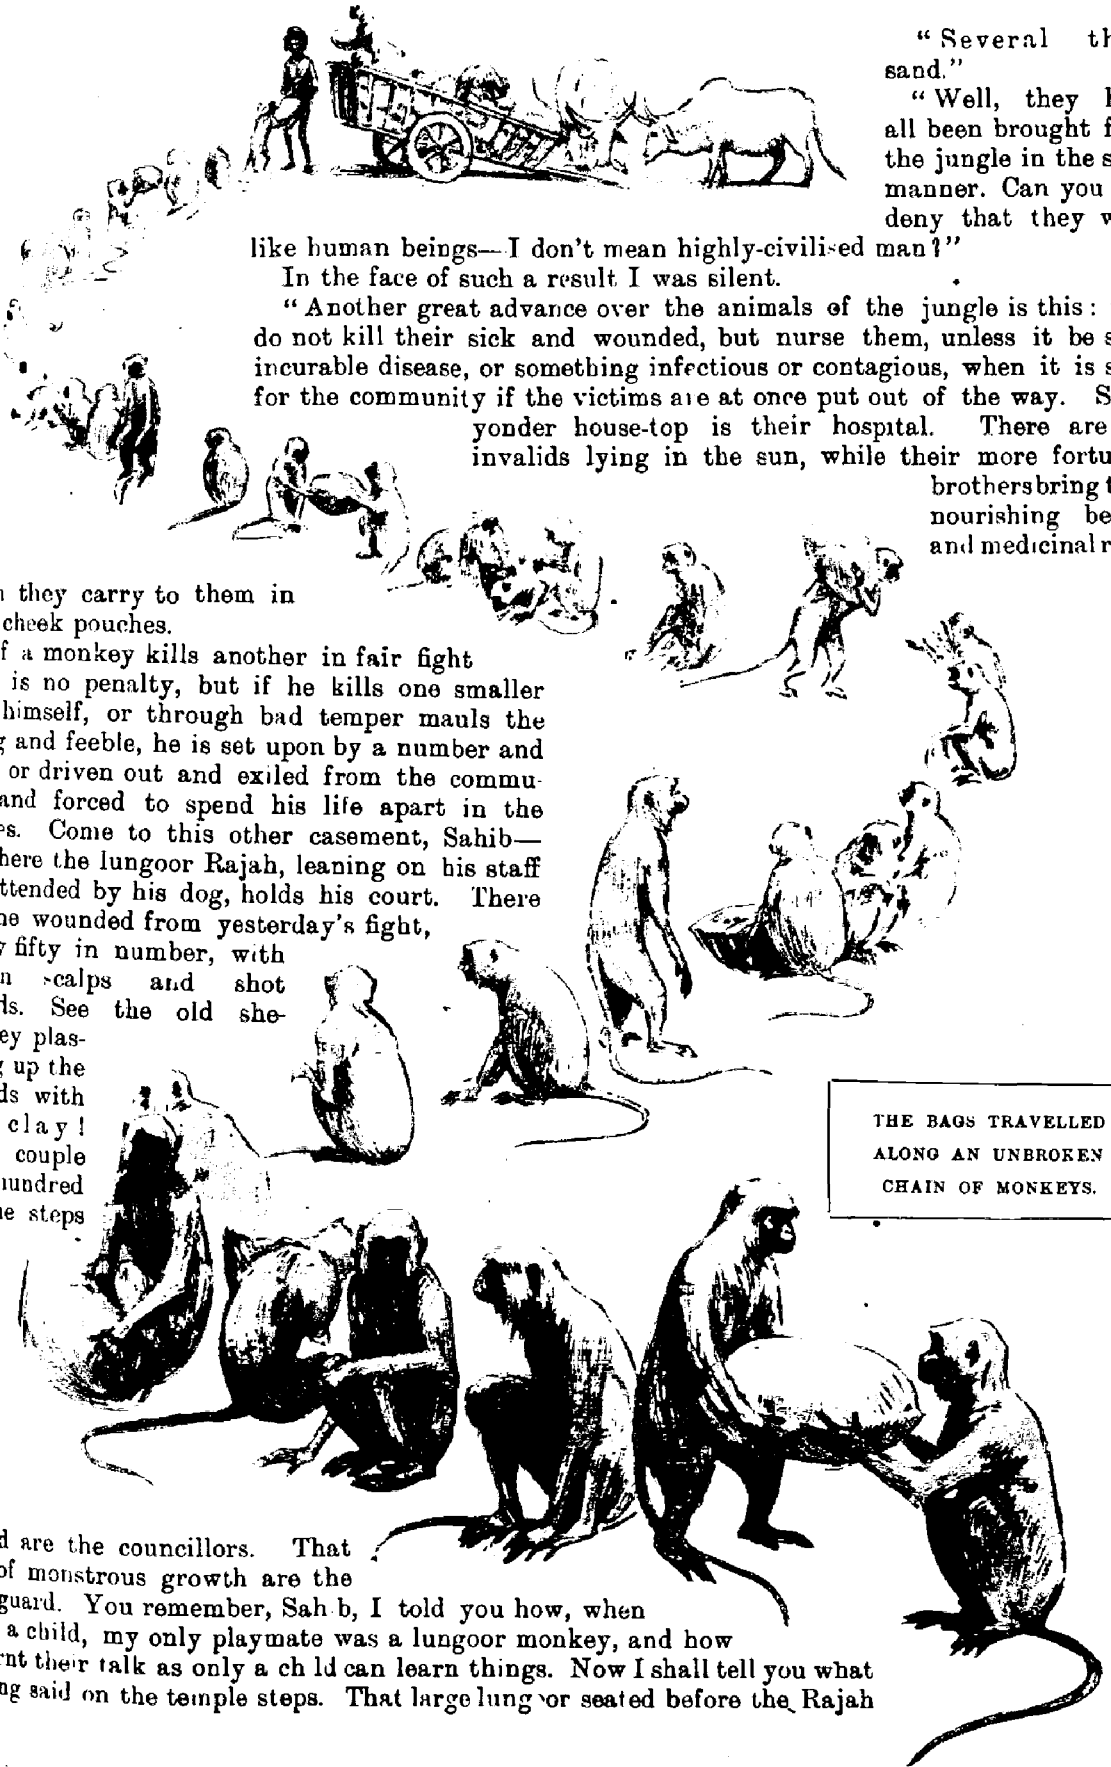 "Several
sand."
"Well, they
all been brought
the jungle in the
manner. Can you
deny that they
like human beings—I don't mean highly-civilised man?"
In the face of such a result I was silent.
"Another great advance over the animals of the jungle is this:
do not kill their sick and wounded, but nurse them, unless it be
incurable disease, or something infectious or contagious, when it is
for the community if the victims are at once put out of the way.
yonder house-top is their hospital. There are
invalids lying in the sun, while their more
brothers bring
nourishing
and medicinal
they carry to them in
cheek pouches.
a monkey kills another in fair fight
is no penalty, but if he kills one smaller
himself, or through bad temper mauls the
and feeble, he is set upon by a number and
or driven out and exiled from the commu-
and forced to spend his life apart in the
Come to this other casement, Sahib—
here the lungoor Rajah, leaning on his staff
ttended by his dog, holds his court. There
wounded from yesterday's fight,
fifty in number, with
scalps and shot
See the old she-
plas-
up the
with
clay!
couple
hundred
steps
THE BAGS TRAVELLED
ALONG AN UNBROKEN
CHAIN OF MONKEYS.
are the councillors. That
of monstrous growth are the
guard. You remember, Sahib, I told you how, when
a child, my only playmate was a lungoor monkey, and how
their talk as only a child can learn things. Now I shall tell you what
said on the temple steps. That large lungoor seated before the Rajah